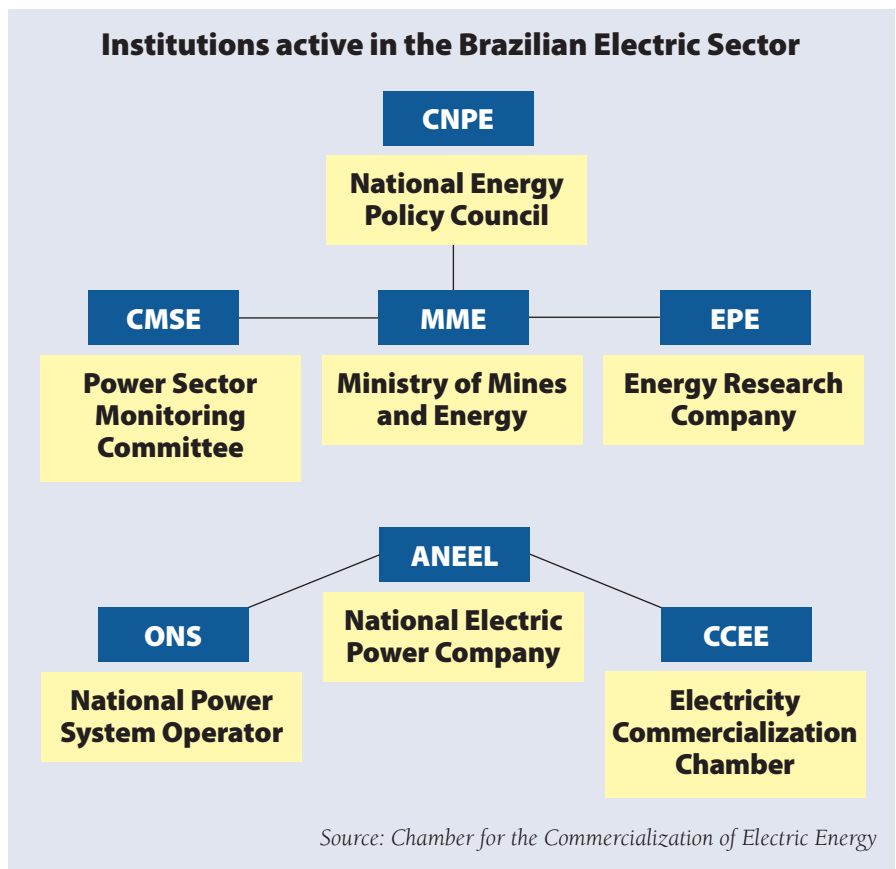 Institutions active in the Brazilian Electric Sector
CNPE
National Energy
Policy Council
CMSE
Power Sector
Monitoring
Committee
MME
Ministry of Mines
and Energy
EPE
Energy Research
Company
ANEEL
National Electric
Power Company
ONS
National Power
System Operator
CCEE
Electricity
Commercialization
Chamber
Source: Chamber for the Commercialization of Electric Energy